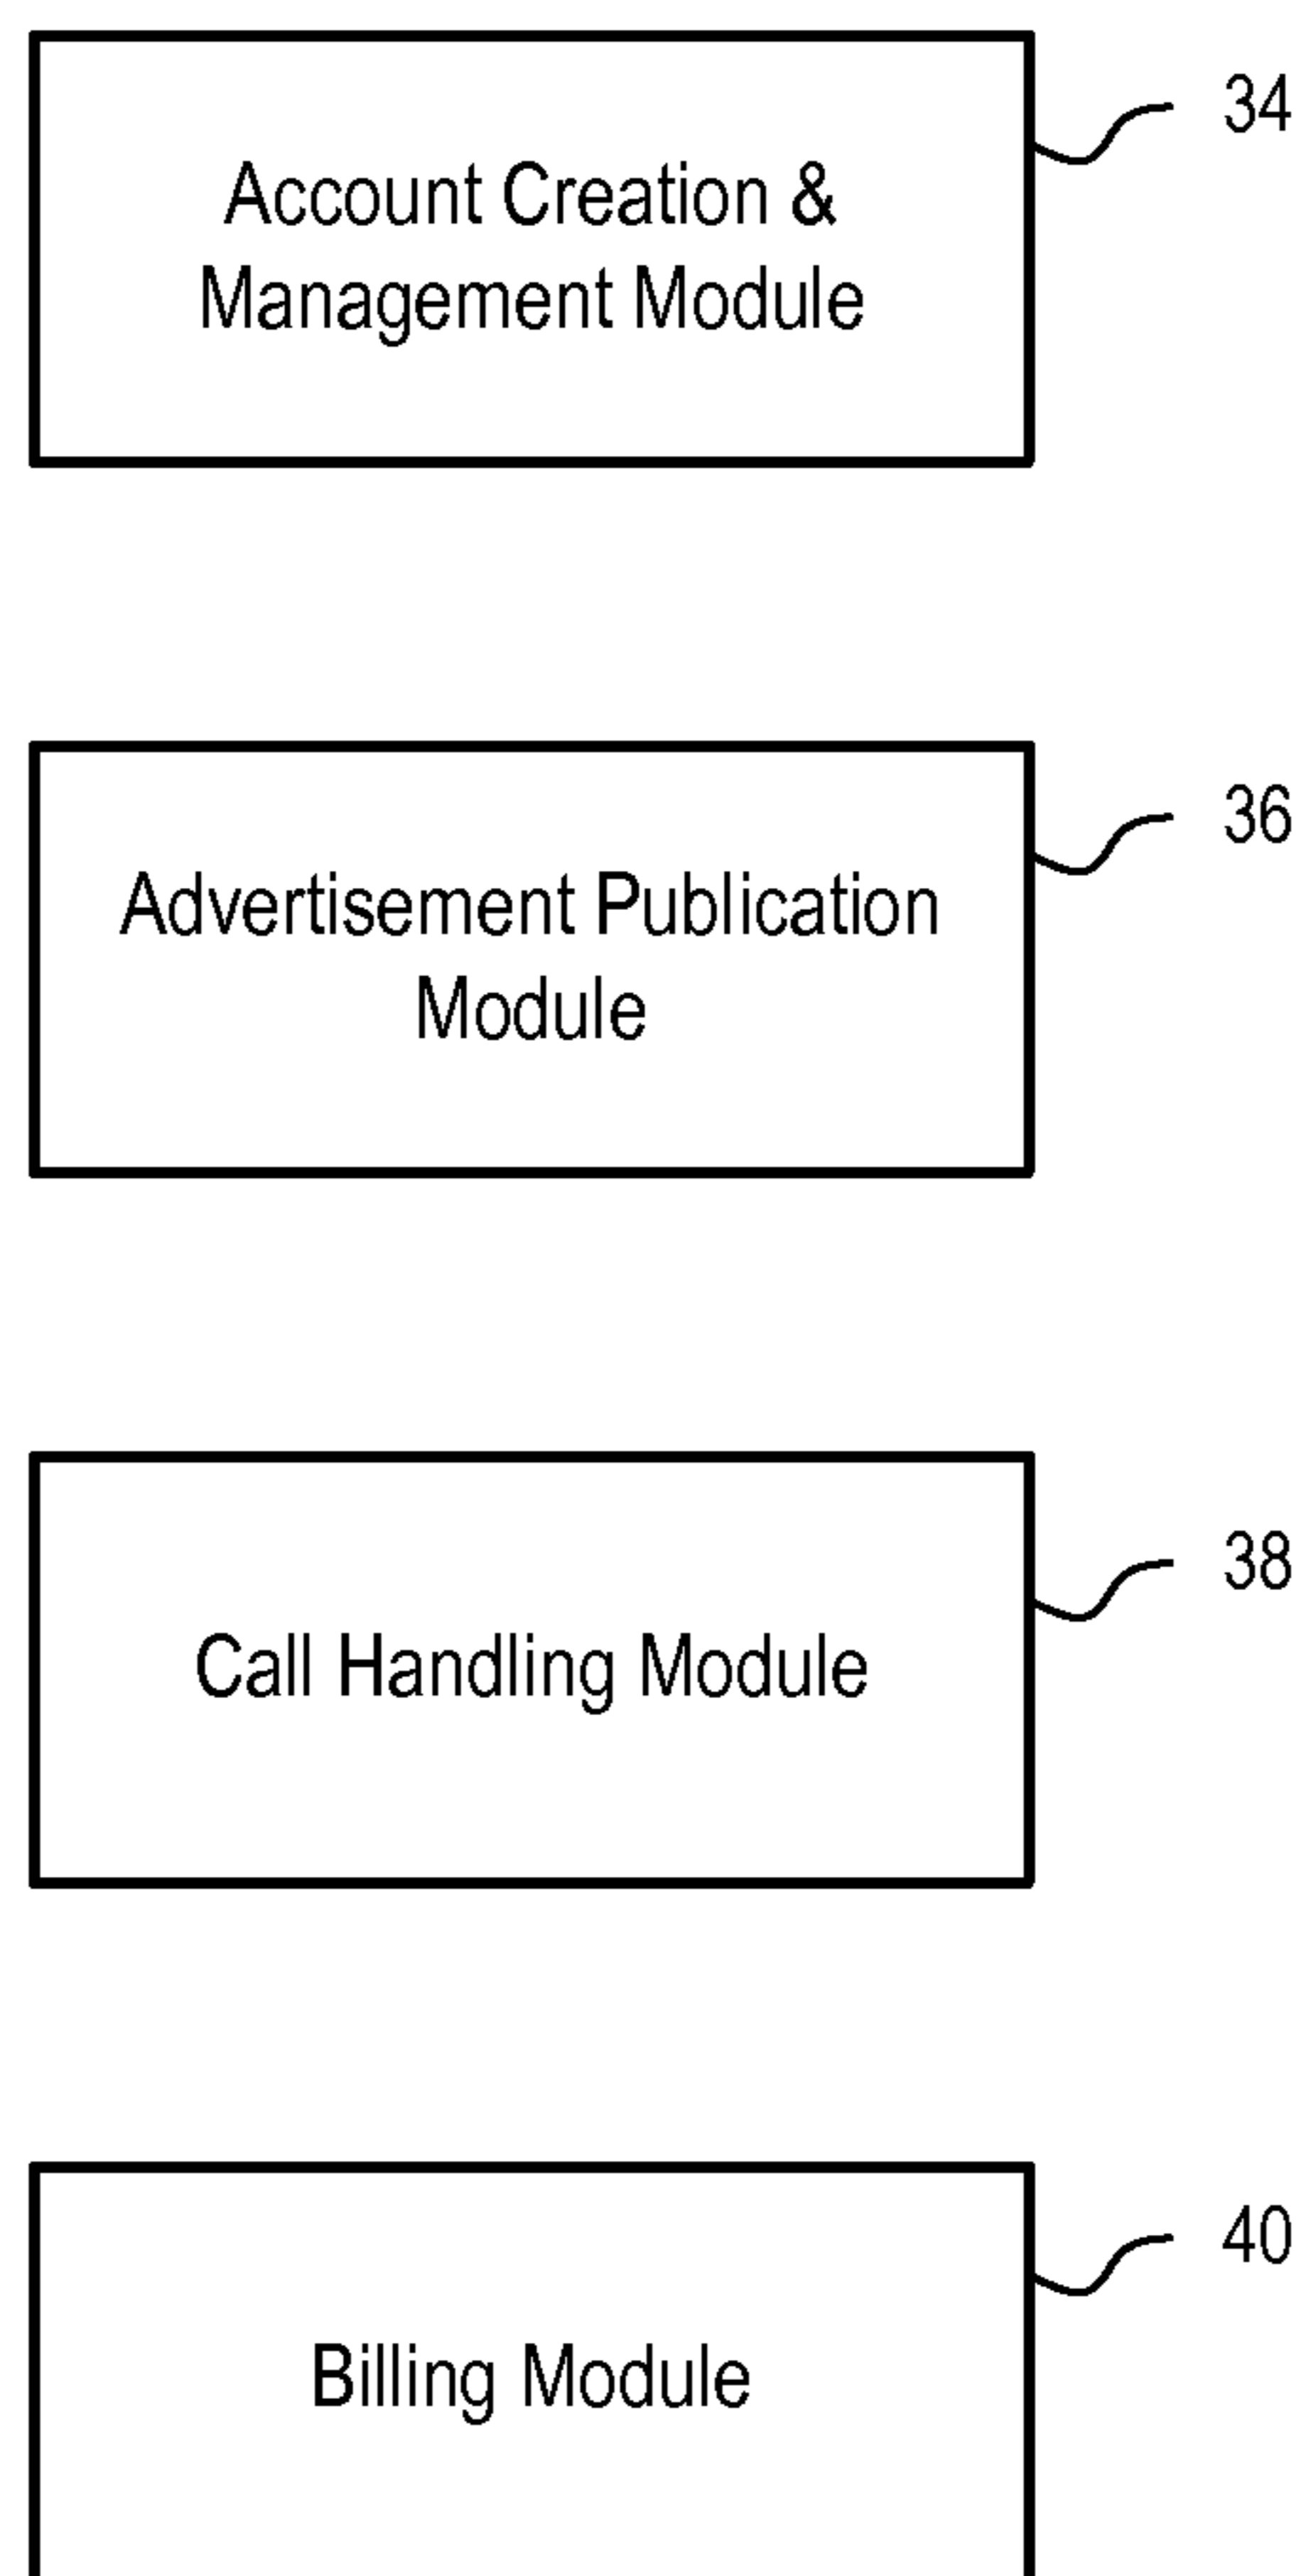 34
Account Creation &
Management Module
36
Advertisement Publication
Module
38
Call Handling Module
40
Billing Module